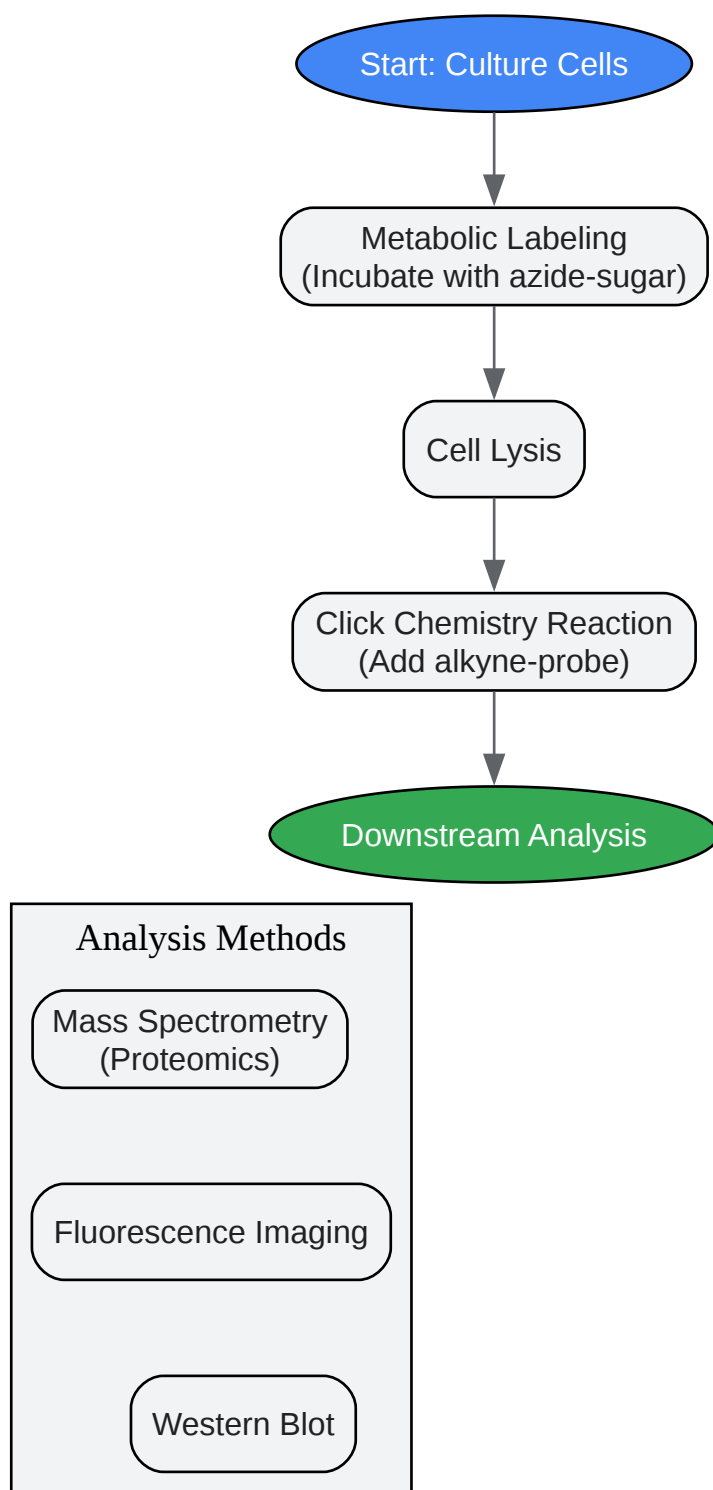 Start: Culture Cells
Metabolic Labeling
(Incubate with azide-sugar)
Cell Lysis
Click Chemistry Reaction
(Add alkyne-probe)
Downstream Analysis
Analysis Methods
Mass Spectrometry
(Proteomics)
Fluorescence Imaging
Western Blot